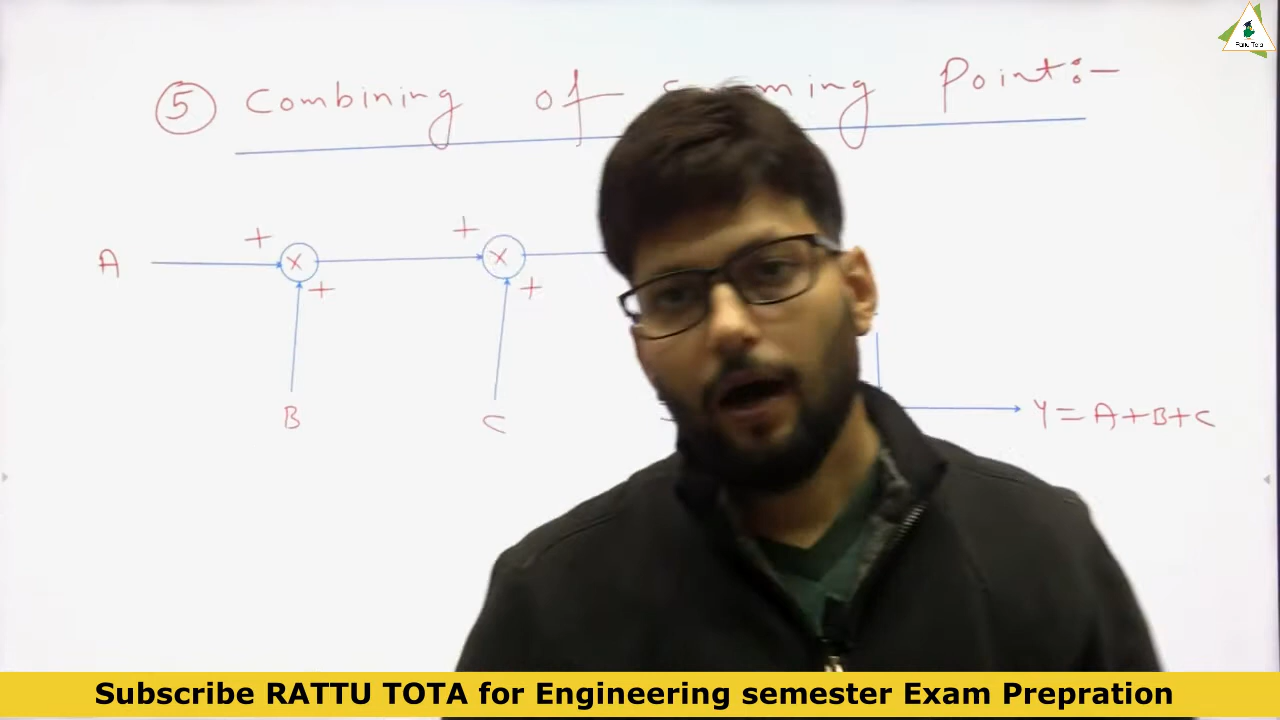 5 Combining of Point:-
+ +
A × ×
+ +
B C Y = A+B+C
Subscribe RATTU TOTA for Engineering semester Exam Prepration